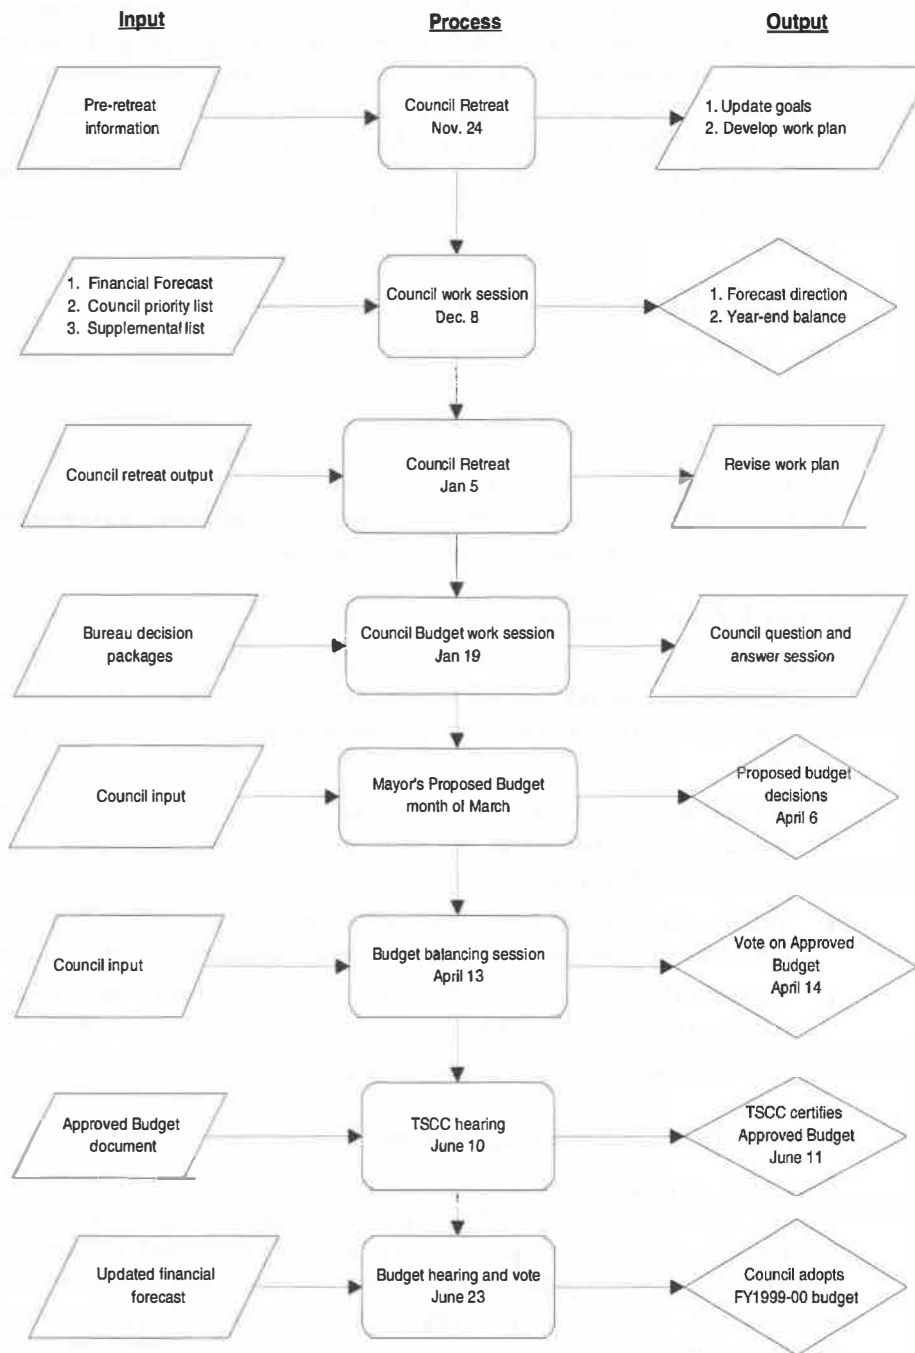 Input
Process
Output
Pre-retreat
information
Council Retreat
Nov. 24
1. Update goals
2. Develop work plan
1. Financial Forecast
2. Council priority list
3. Supplemental list
Council work session
Dec. 8
1. Forecast direction
2. Year-end balance
Council retreat output
Council Retreat
Jan 5
Revise work plan
Bureau decision
packages
Council Budget work session
Jan 19
Council question and
answer session
Council input
Mayor's Proposed Budget
month of March
Proposed budget
decisions
April 6
Council input
Budget balancing session
April 13
Vote on Approved
Budget
April 14
Approved Budget
document
TSCC hearing
June 10
TSCC certifies
Approved Budget
June 11
Updated financial
forecast
Budget hearing and vote
June 23
Council adopts
FY1999-00 budget